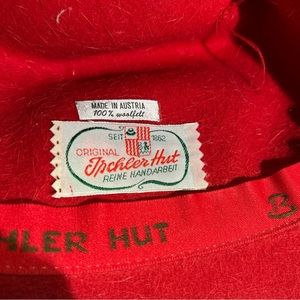 MADE IN AUSTRIA
100% woolfelt
SEIT 1862
ORIGINAL
Ischler Hut
REINE HANDARBEIT
HLER HUT